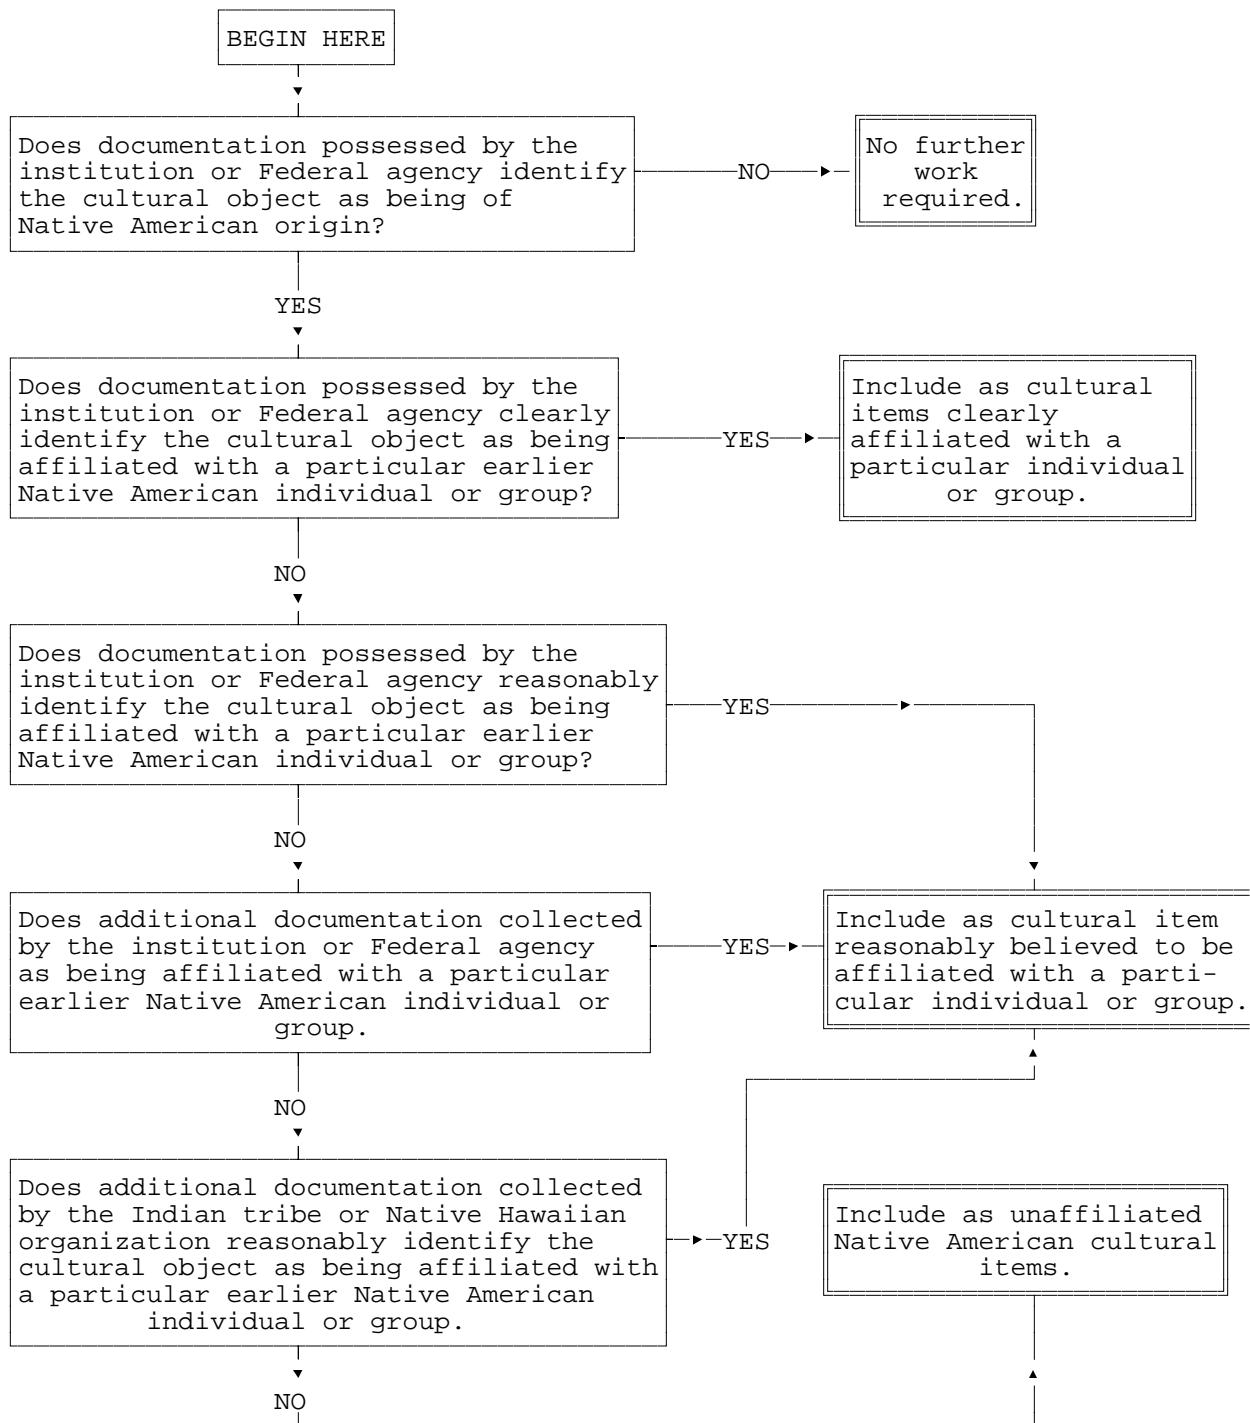 BEGIN HERE
Does documentation possessed by the
institution or Federal agency identify
the cultural object as being of
Native American origin?
NO
No further
work
required.
YES
Does documentation possessed by the
institution or Federal agency clearly
identify the cultural object as being
affiliated with a particular earlier
Native American individual or group?
YES
Include as cultural
items clearly
affiliated with a
particular individual
or group.
NO
Does documentation possessed by the
institution or Federal agency reasonably
identify the cultural object as being
affiliated with a particular earlier
Native American individual or group?
YES
NO
Does additional documentation collected
by the institution or Federal agency
as being affiliated with a particular
earlier Native American individual or
group.
YES
Include as cultural item
reasonably believed to be
affiliated with a parti-
cular individual or group.
NO
Does additional documentation collected
by the Indian tribe or Native Hawaiian
organization reasonably identify the
cultural object as being affiliated with
a particular earlier Native American
individual or group.
YES
Include as unaffiliated
Native American cultural
items.
NO